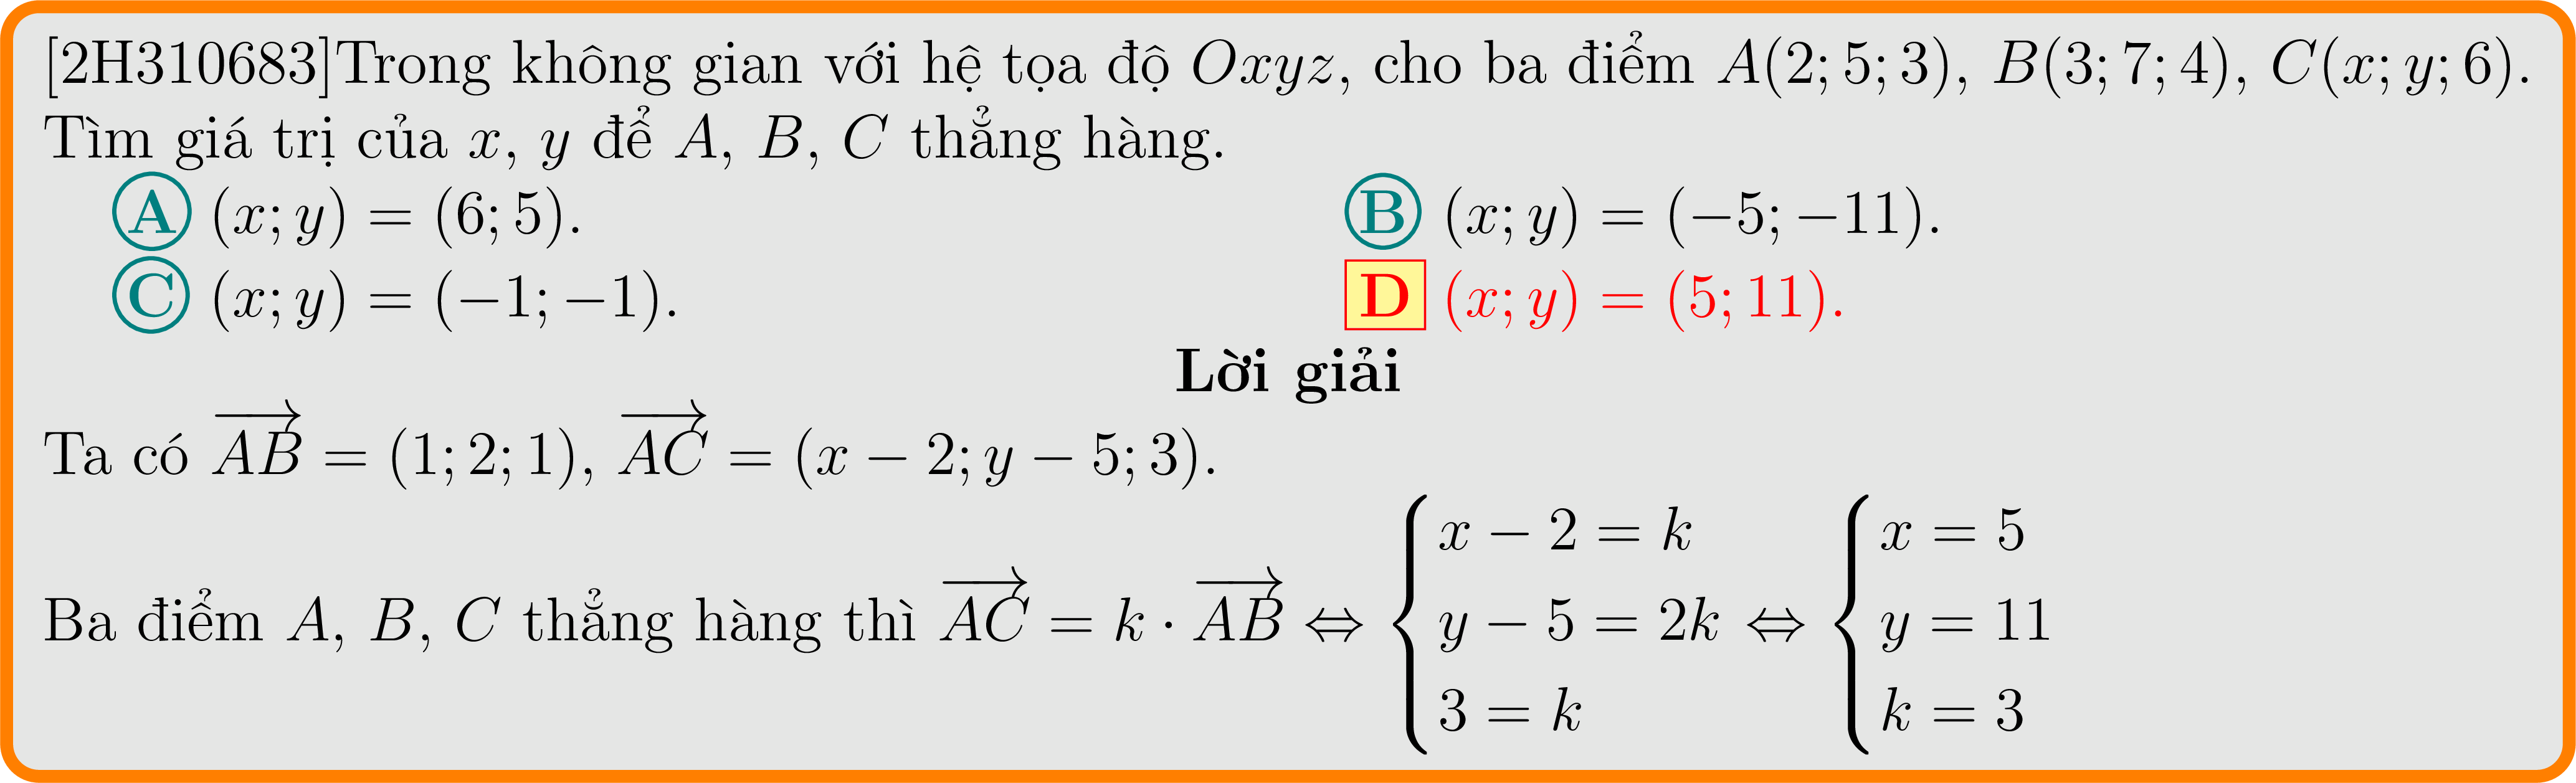 [2H310683]Trong không gian với hệ tọa độ Oxyz, cho ba điểm A(2; 5; 3), B(3; 7; 4), C(x; y; 6).
Tìm giá trị của x, y để A, B, C thẳng hàng.
A (x; y) = (6; 5). B (x; y) = (−5; −11).
C (x; y) = (−1; −1). D (x; y) = (5; 11).
Lời giải
Ta có $\overrightarrow{AB}$ = (1; 2; 1), $\overrightarrow{AC}$ = (x − 2; y − 5; 3).
Ba điểm A, B, C thẳng hàng thì $\overrightarrow{AC} = k \cdot \overrightarrow{AB} \Leftrightarrow \begin{cases} x - 2 = k \\ y - 5 = 2k \\ 3 = k \end{cases} \Leftrightarrow \begin{cases} x = 5 \\ y = 11 \\ k = 3 \end{cases}$